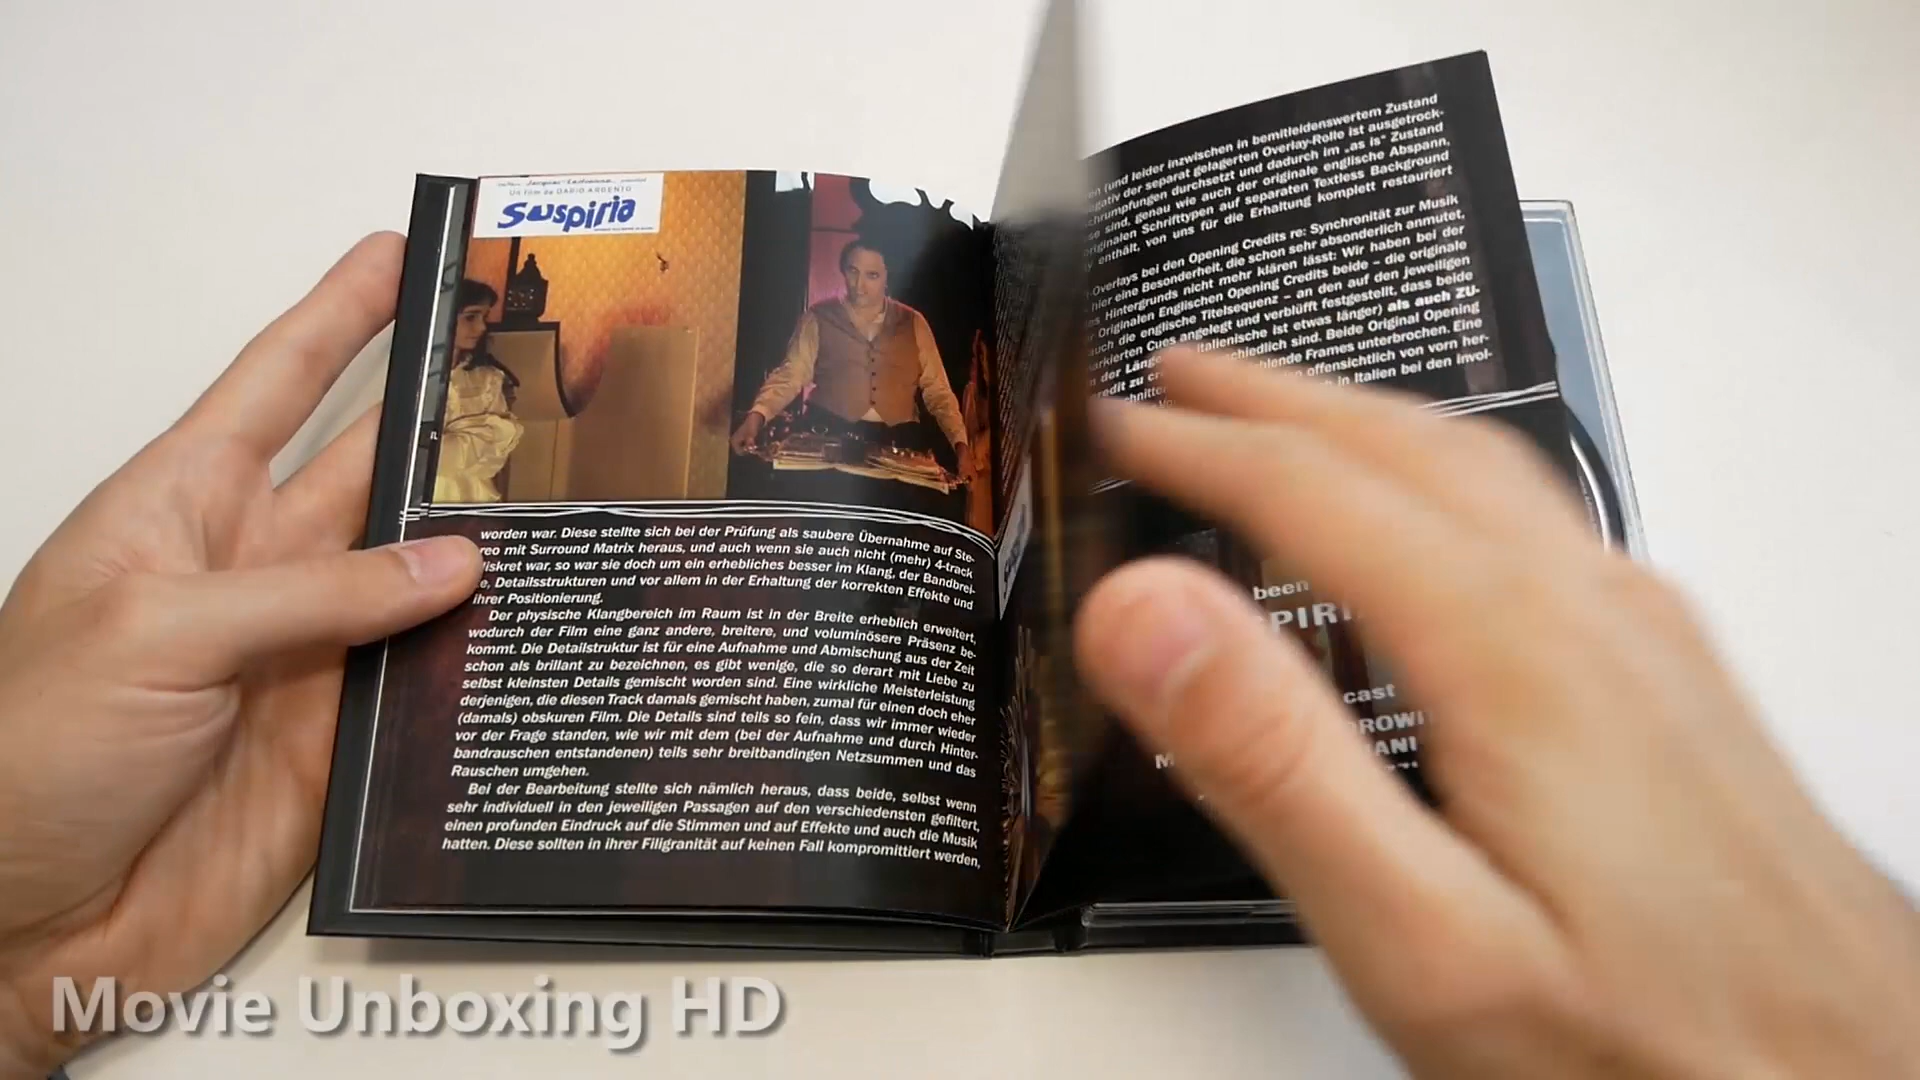 Un film de DARIO ARGENTO
suspiria
worden war. Diese stellte sich bei der Prüfung als saubere Übernahme auf Ste-
reo mit Surround Matrix heraus, und auch wenn sie auch nicht (mehr) 4-track
diskret war, so war sie doch um ein erhebliches besser im Klang, der Bandbrei-
te, Detailsstrukturen und vor allem in der Erhaltung der korrekten Effekte und
ihrer Positionierung.
Der physische Klangbereich im Raum ist in der Breite erheblich erweitert,
wodurch der Film eine ganz andere, breitere, und voluminösere Präsenz be-
kommt. Die Detailstruktur ist für eine Aufnahme und Abmischung aus der Zeit
schon als brillant zu bezeichnen, es gibt wenige, die so derart mit Liebe zu
selbst kleinsten Details gemischt worden sind. Eine wirkliche Meisterleistung
derjenigen, die diesen Track damals gemischt haben, zumal für einen doch eher
(damals) obskuren Film. Die Details sind teils so fein, dass wir immer wieder
vor der Frage standen, wie wir mit dem (bei der Aufnahme und durch Hinter-
bandrauschen entstandenen) teils sehr breitbandingen Netzsummen und das
Rauschen umgehen.
Bei der Bearbeitung stellte sich nämlich heraus, dass beide, selbst wenn
sehr individuell in den jeweiligen Passagen auf den verschiedensten gefiltert,
einen profunden Eindruck auf die Stimmen und auf Effekte und auch die Musik
hatten. Diese sollten in ihrer Filigranität auf keinen Fall kompromittiert werden,
(und leider inzwischen in bemitleidenswertem Zustand
der separat gelagerten Overlay-Rolle ist ausgetrock-
durchsetzt und dadurch im „as is“ Zustand
sind, genau wie auch der originale englische Abspann,
Schrifttypen auf separaten Textless Background
enthält, von uns für die Erhaltung komplett restauriert
Overlays bei den Opening Credits re: Synchronität zur Musik
hier eine Besonderheit, die schon sehr absonderlich anmutet,
Hintergrunds nicht mehr klären lässt: Wir haben bei der
Originalen Englischen Opening Credits beide – die originale
auch die englische Titelsequenz – an den auf den jeweiligen
markierten Cues angelegt und verblüfft festgestellt, dass beide
der Länge italienische ist etwas länger) als auch ZU-
sind. Beide Original Opening
Frames unterbrochen. Eine
offensichtlich von vorn her-
in Italien bei den invol-
been
cast
Movie Unboxing HD